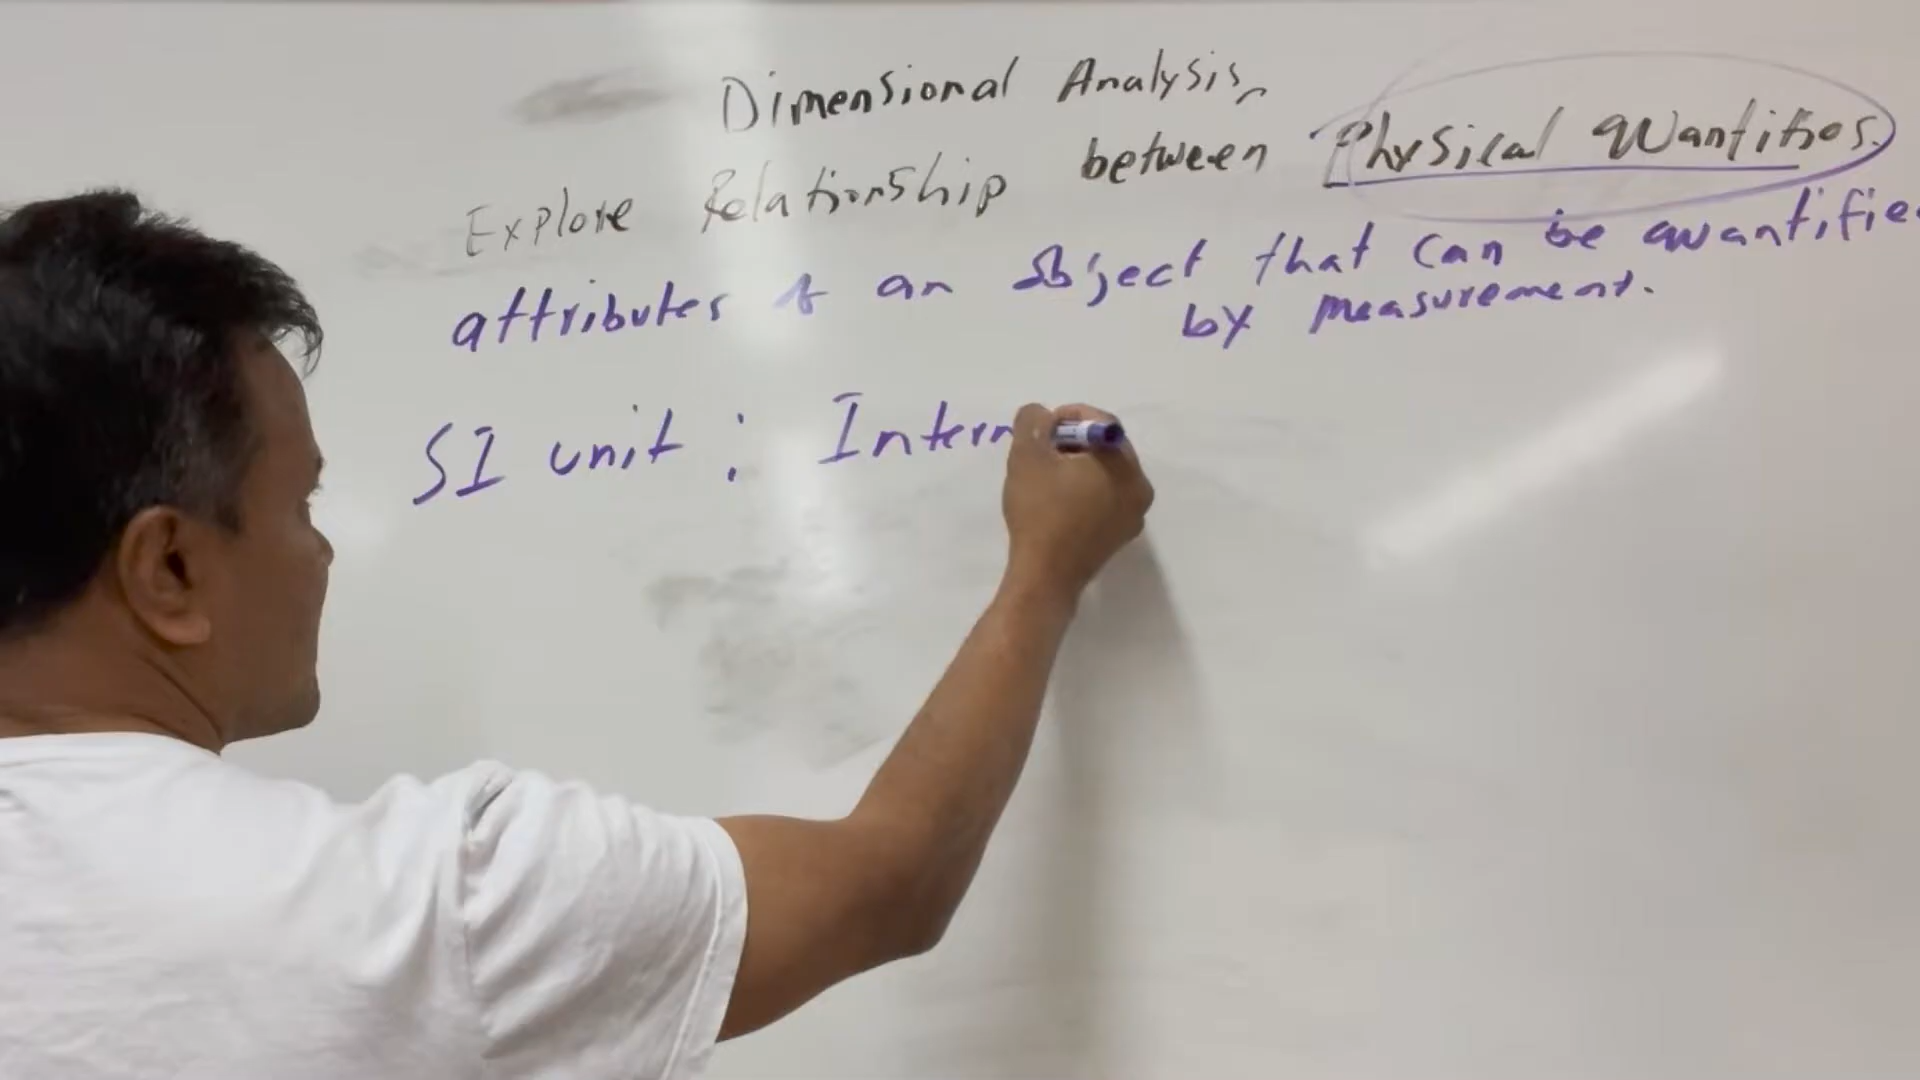 Dimensional Analysis,
Explore Relationship between Physical quantities.
attributes of an object that can be quantifie
by measurement.
SI unit : Intern